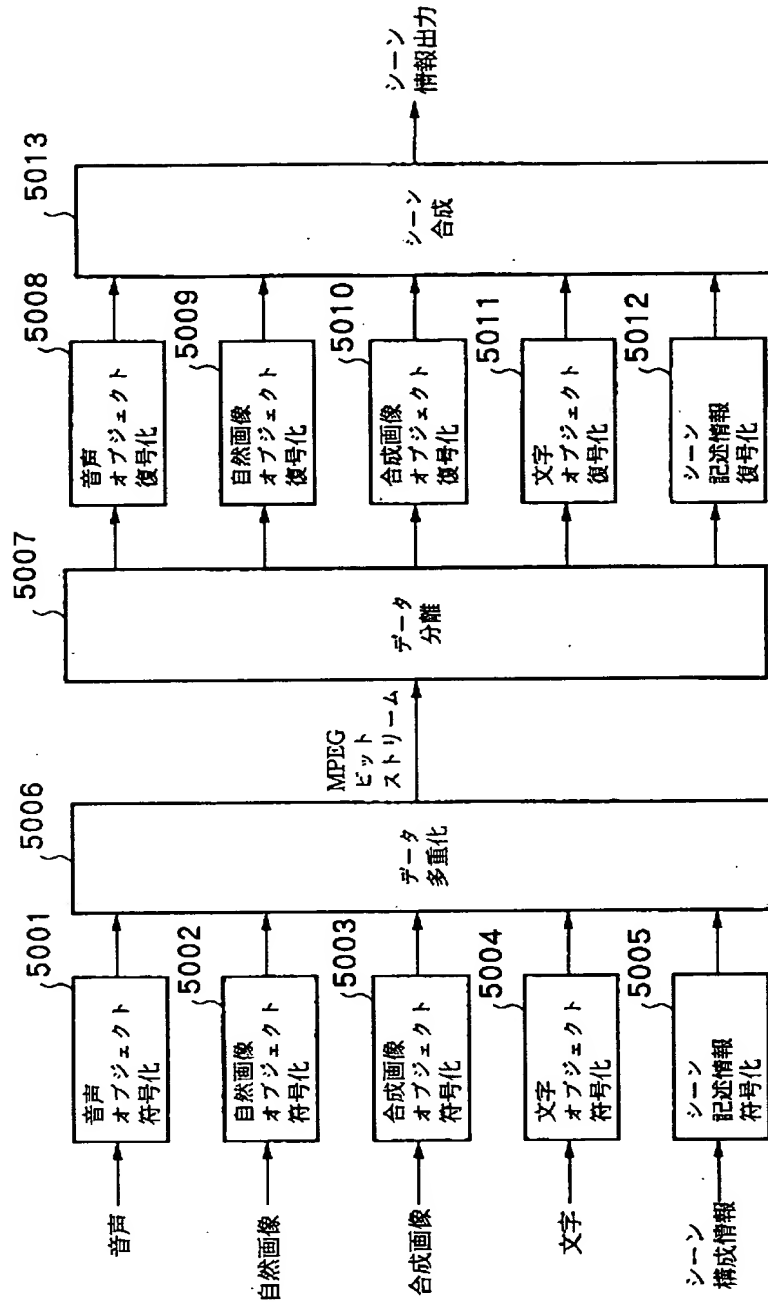 音声
自然画像
合成画像
文字
シーン
構成情報
5001
音声
オブジェクト
符号化
5002
自然画像
オブジェクト
符号化
5003
合成画像
オブジェクト
符号化
5004
文字
オブジェクト
符号化
5005
シーン
記述情報
符号化
5006
データ
多重化
MPEG
ビット
ストリーム
5007
データ
分離
5008
音声
オブジェクト
復号化
5009
自然画像
オブジェクト
復号化
5010
合成画像
オブジェクト
復号化
5011
文字
オブジェクト
復号化
5012
シーン
記述情報
復号化
5013
シーン
合成
シーン
情報出力